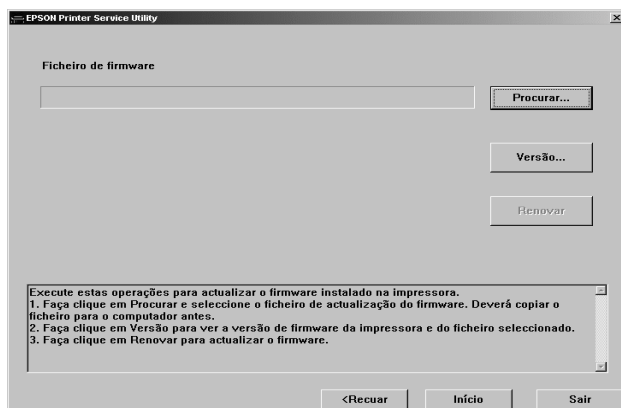 EPSON Printer Service Utility
Ficheiro de firmware
Procurar...
Versão...
Renovar
Execute estas operações para actualizar o firmware instalado na impressora.
1. Faça clique em Procurar e seleccione o ficheiro de actualização do firmware. Deverá copiar o
ficheiro para o computador antes.
2. Faça clique em Versão para ver a versão de firmware da impressora e do ficheiro seleccionado.
3. Faça clique em Renovar para actualizar o firmware.
<Recuar
Início
Sair